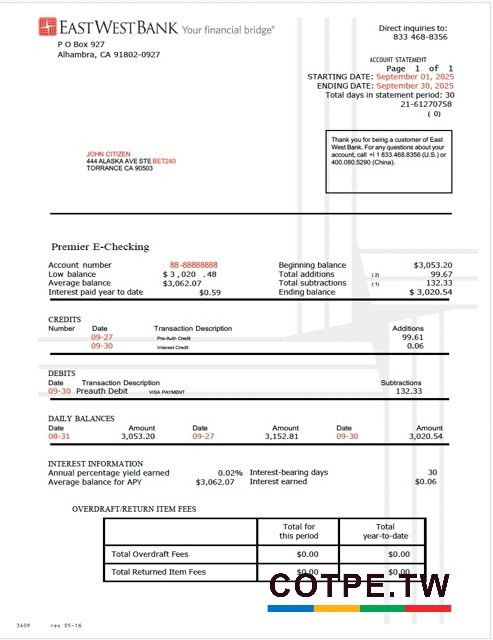 EASTWEST BANK Your financial bridge®
P O Box 927
Alhambra, CA 91802-0927
Direct inquiries to:
833 468-8356
ACCOUNT STATEMENT
Page 1 of 1
STARTING DATE: September 01, 2025
ENDING DATE: September 30, 2025
Total days in statement period: 30
21-61270758
( 0)
Thank you for being a customer of East
West Bank. For any questions about your
account, call +l 1 833.468.8356 (U.S.) or
400.080.5290 (China).
JOHN CITIZEN
444 ALASKA AVE STE BET240
TORRANCE CA 90503
Premier E-Checking
Account number 88-88888888 Beginning balance $3,053.20
Low balance $3,020 .48 Total additions (2) 99.67
Average balance $3,062.07 Total subtractions (1) 132.33
Interest paid year to date $0.59 Ending balance $ 3,020.54
CREDITS
Number Date Transaction Description Additions
09-27 Pre-Auth Credit 99.61
09-30 Interest Credit 0.06
DEBITS
Date Transaction Description Subtractions
09-30 Preauth Debit VISA PAYMENT 132.33
DAILY BALANCES
Date Amount Date Amount Date Amount
08-31 3,053.20 09-27 3,152.81 09-30 3,020.54
INTEREST INFORMATION
Annual percentage yield earned 0.02% Interest-bearing days 30
Average balance for APY $3,062.07 Interest earned $0.06
OVERDRAFT/RETURN ITEM FEES
Total for this period Total year-to-date
Total Overdraft Fees $0.00 $0.00
Total Returned Item Fees $0.00 $0.00
COTPE.TW
3409 rev 05-16